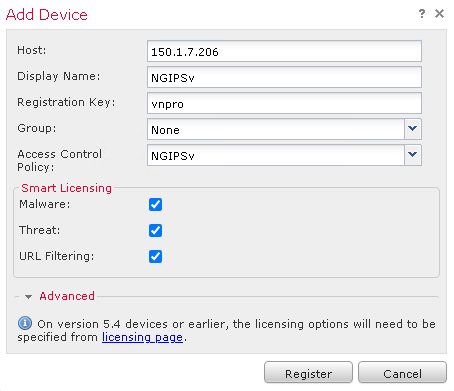 Add Device ? ×
Host: 150.1.7.206
Display Name: NGIPSv
Registration Key: vnpro
Group: None
Access Control
Policy: NGIPSv
Smart Licensing
Malware:
Threat:
URL Filtering:
Advanced
On version 5.4 devices or earlier, the licensing options will need to be
specified from licensing page.
Register Cancel